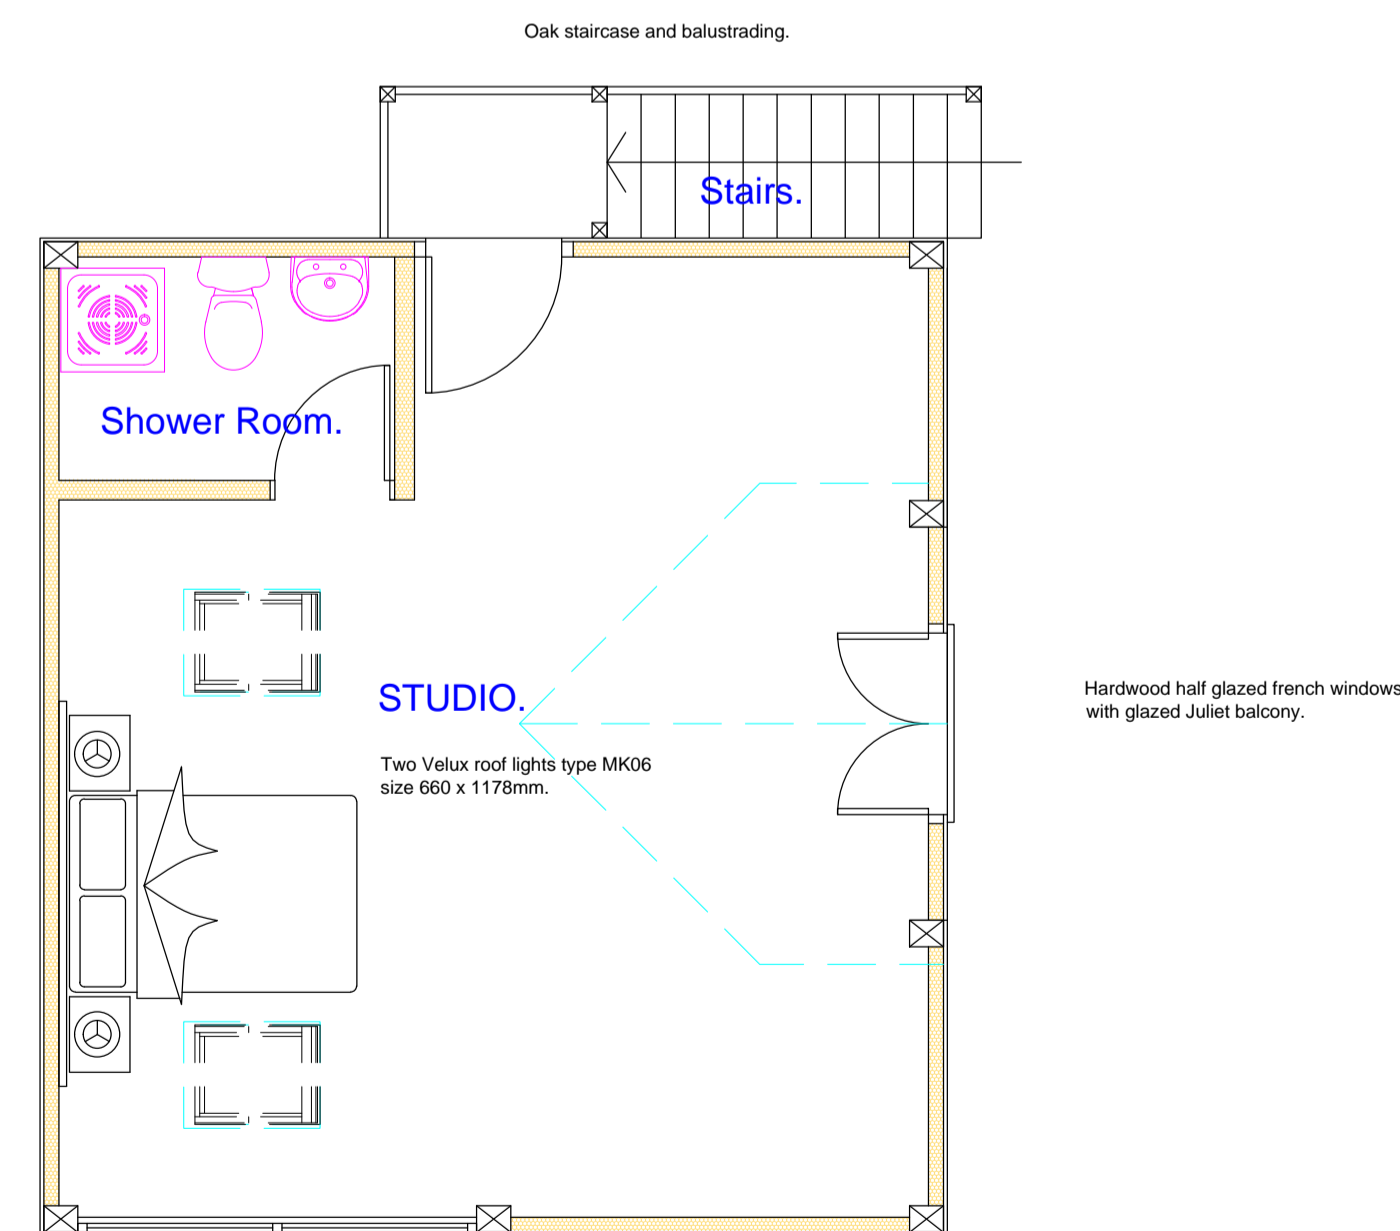 Oak staircase and balustrading.
Stairs.
Shower Room.
STUDIO.
Two Velux roof lights type MK06
size 660 x 1178mm.
Hardwood half glazed french windows
with glazed Juliet balcony.